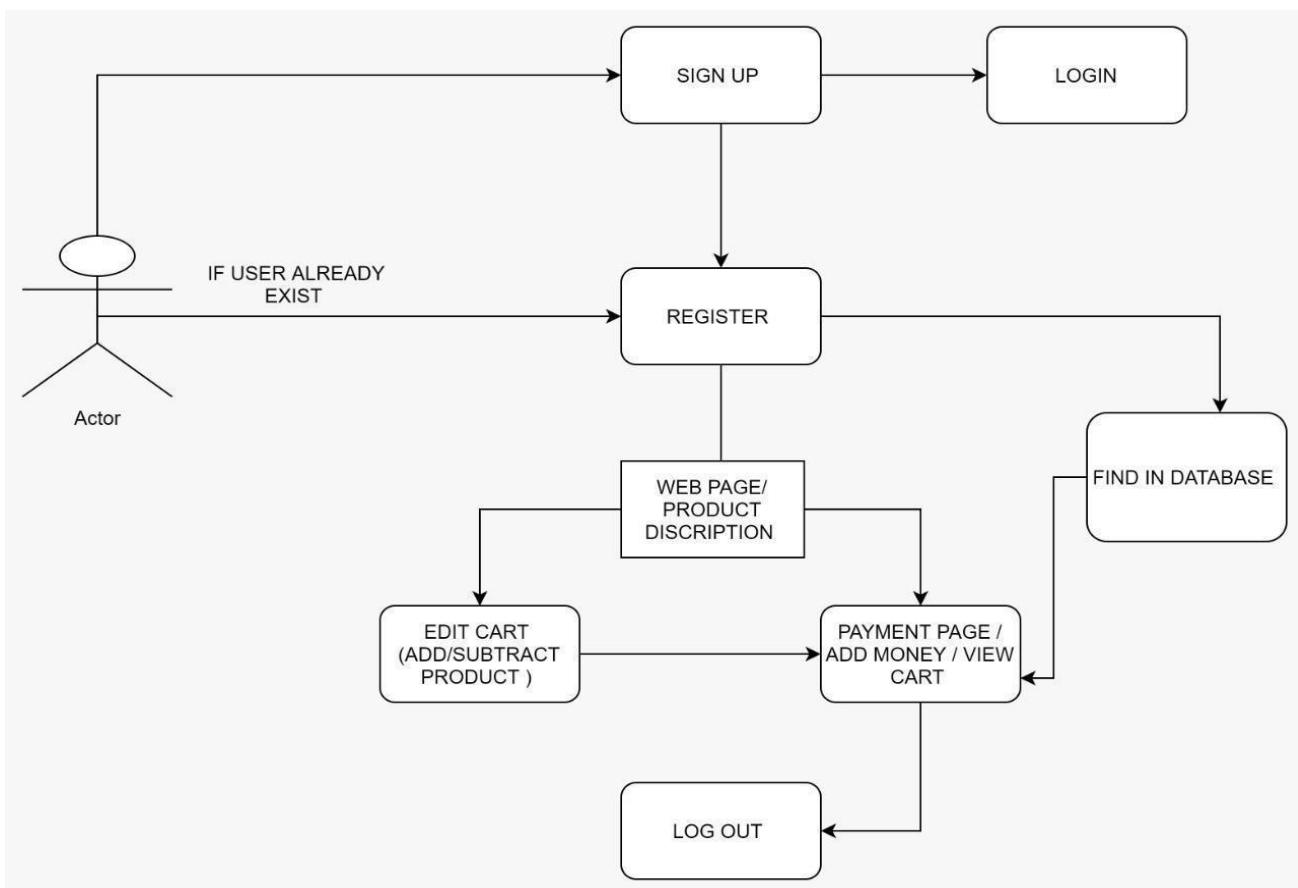 SIGN UP
LOGIN
IF USER ALREADY
EXIST
REGISTER
Actor
WEB PAGE/
PRODUCT
DISCRIPTION
FIND IN DATABASE
EDIT CART
(ADD/SUBTRACT
PRODUCT )
PAYMENT PAGE /
ADD MONEY / VIEW
CART
LOG OUT